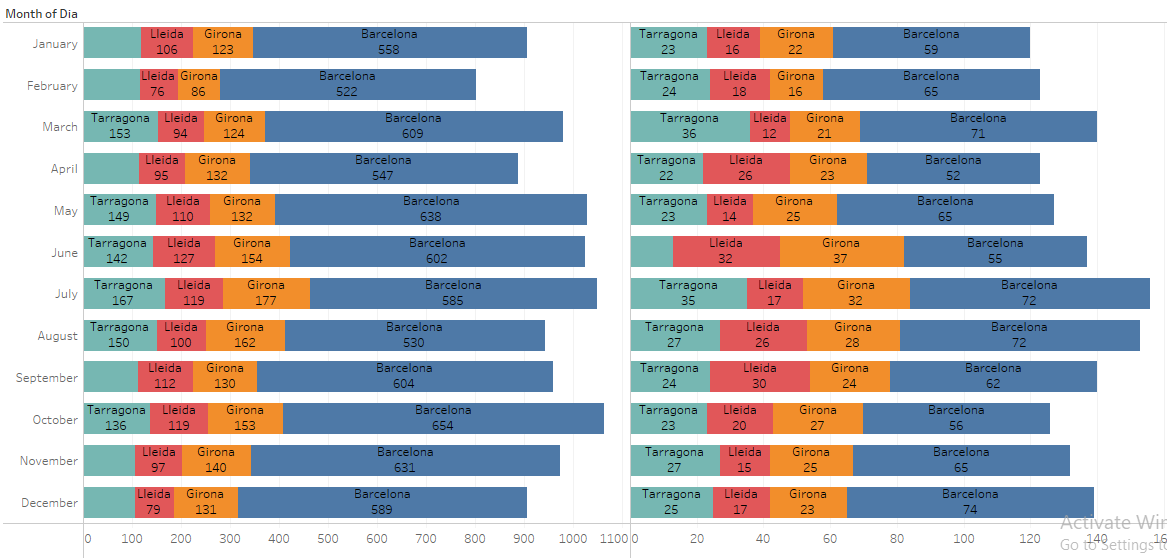 Month of Dia
January
Lleida Girona Barcelona Tarragona Lleida Girona Barcelona
106 123 558 23 16 22 59
February
Lleida Girona Barcelona Tarragona Lleida Girona Barcelona
76 86 522 24 18 16 65
March
Tarragona Lleida Girona Barcelona Tarragona Lleida Girona Barcelona
153 94 124 609 36 12 21 71
April
Lleida Girona Barcelona Tarragona Lleida Girona Barcelona
95 132 547 22 26 23 52
May
Tarragona Lleida Girona Barcelona Tarragona Lleida Girona Barcelona
149 110 132 638 23 14 25 65
June
Tarragona Lleida Girona Barcelona Lleida Girona Barcelona
142 127 154 602 32 37 55
July
Tarragona Lleida Girona Barcelona Tarragona Lleida Girona Barcelona
167 119 177 585 35 17 32 72
August
Tarragona Lleida Girona Barcelona Tarragona Lleida Girona Barcelona
150 100 162 530 27 26 28 72
September
Lleida Girona Barcelona Tarragona Lleida Girona Barcelona
112 130 604 24 30 24 62
October
Tarragona Lleida Girona Barcelona Tarragona Lleida Girona Barcelona
136 119 153 654 23 20 27 56
November
Lleida Girona Barcelona Tarragona Lleida Girona Barcelona
97 140 631 27 15 25 65
December
Lleida Girona Barcelona Tarragona Lleida Girona Barcelona
79 131 589 25 17 23 74
0 100 200 300 400 500 600 700 800 900 1000 1100 0 20 40 60 80 100 120 140 16
Activate Wir
Go to Settings t